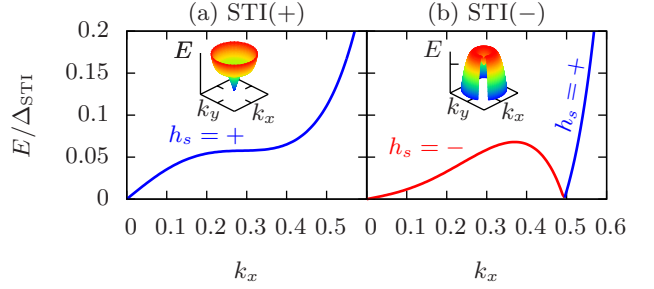 (a) STI(+)
(b) STI(−)
E/Δ_STI
0.2
0.15
0.1
0.05
0
E
k_y
k_x
h_s = +
E
k_y
k_x
h_s = −
h_s = +
0 0.1 0.2 0.3 0.4 0.5
0 0.1 0.2 0.3 0.4 0.5 0.6
k_x
k_x